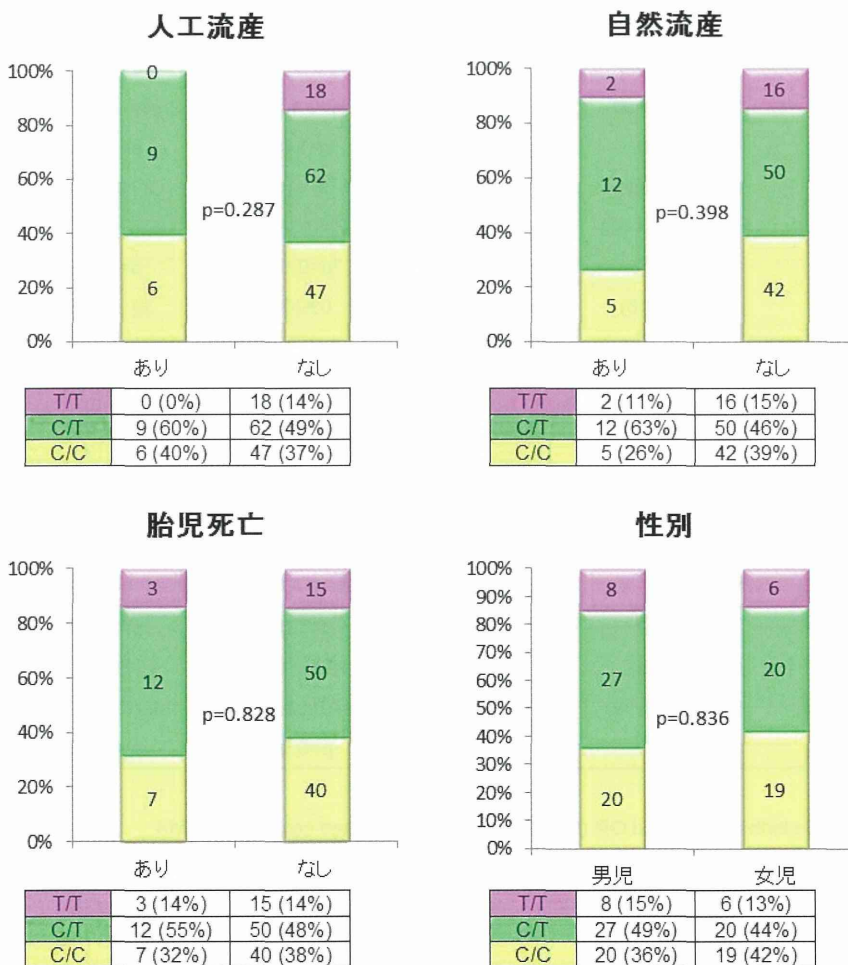 人工流産
100%
80%
60%
40%
20%
0%
0
9
6
18
62
47
p=0.287
あり なし
T/T 0 (0%) 18 (14%)
C/T 9 (60%) 62 (49%)
C/C 6 (40%) 47 (37%)
自然流産
100%
80%
60%
40%
20%
0%
2
12
5
16
50
42
p=0.398
あり なし
T/T 2 (11%) 16 (15%)
C/T 12 (63%) 50 (46%)
C/C 5 (26%) 42 (39%)
胎児死亡
100%
80%
60%
40%
20%
0%
3
12
7
15
50
40
p=0.828
あり なし
T/T 3 (14%) 15 (14%)
C/T 12 (55%) 50 (48%)
C/C 7 (32%) 40 (38%)
性別
100%
90%
80%
70%
60%
50%
40%
30%
20%
10%
0%
8
27
20
6
20
19
p=0.836
男児 女児
T/T 8 (15%) 6 (13%)
C/T 27 (49%) 20 (44%)
C/C 20 (36%) 19 (42%)